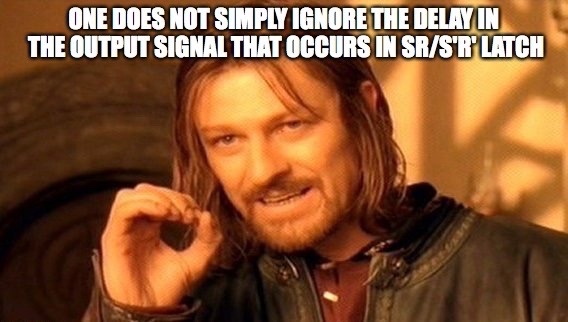 ONE DOES NOT SIMPLY IGNORE THE DELAY IN
THE OUTPUT SIGNAL THAT OCCURS IN SR/S'R' LATCH